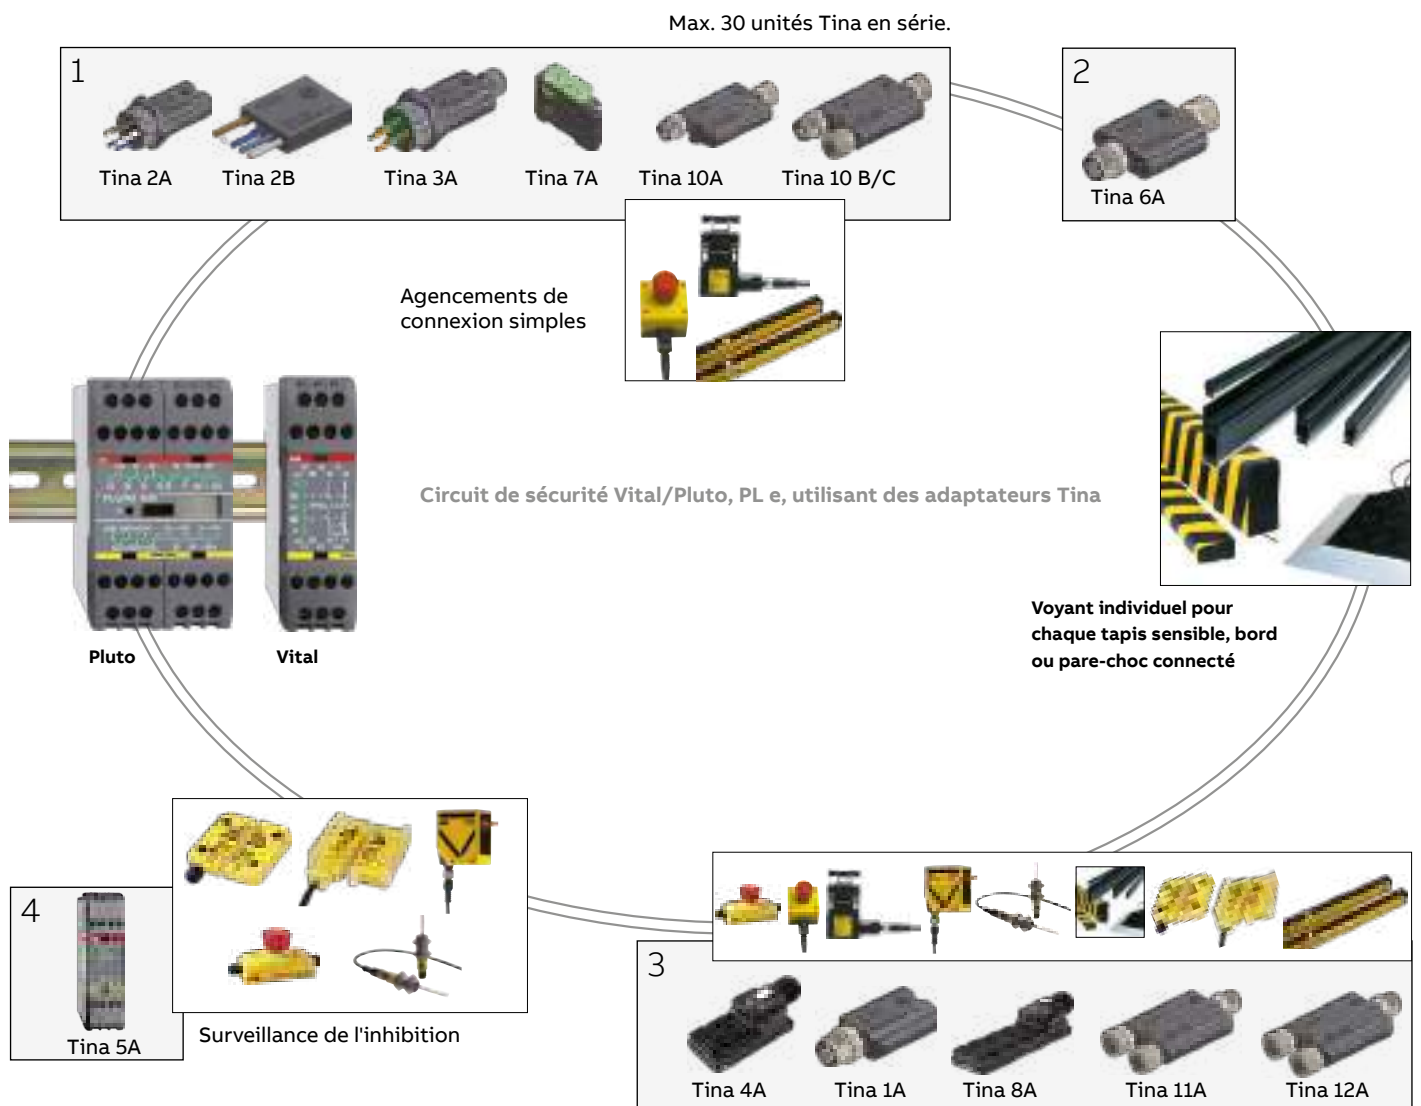 Max. 30 unités Tina en série.
1
Tina 2A
Tina 2B
Tina 3A
Tina 7A
Tina 10A
Tina 10 B/C
2
Tina 6A
Agencements de
connexion simples
Circuit de sécurité Vital/Pluto, PL e, utilisant des adaptateurs Tina
Pluto
Vital
Voyant individuel pour
chaque tapis sensible, bord
ou pare-choc connecté
4
Tina 5A
Surveillance de l'inhibition
3
Tina 4A
Tina 1A
Tina 8A
Tina 11A
Tina 12A